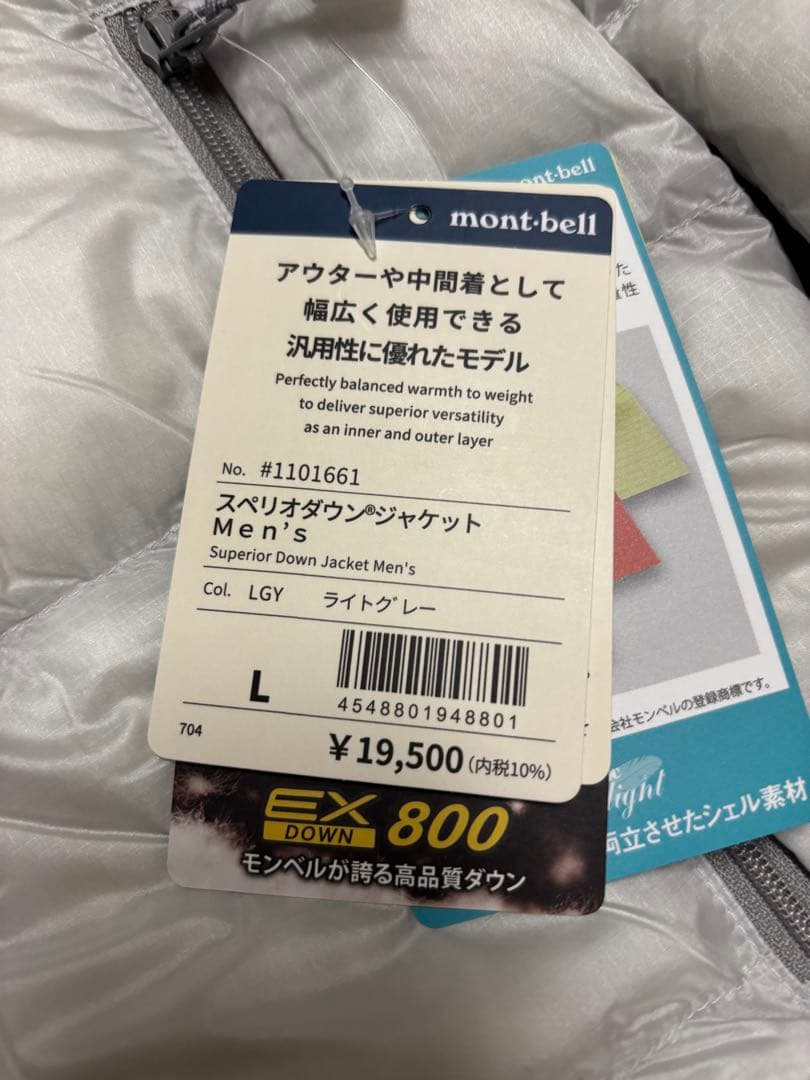 mont-bell
アウターや中間着として
幅広く使用できる
汎用性に優れたモデル
Perfectly balanced warmth to weight
to deliver superior versatility
as an inner and outer layer
No. #1101661
スペリオダウン®ジャケット
Men's
Superior Down Jacket Men's
Col. LGY ライトグレー
L
4548801948801
704
¥19,500(内税10%)
EX
DOWN 800
モンベルが誇る高品質ダウン
ont-bell
た
性
会社モンベルの登録商標です。
light
両立させたシェル素材